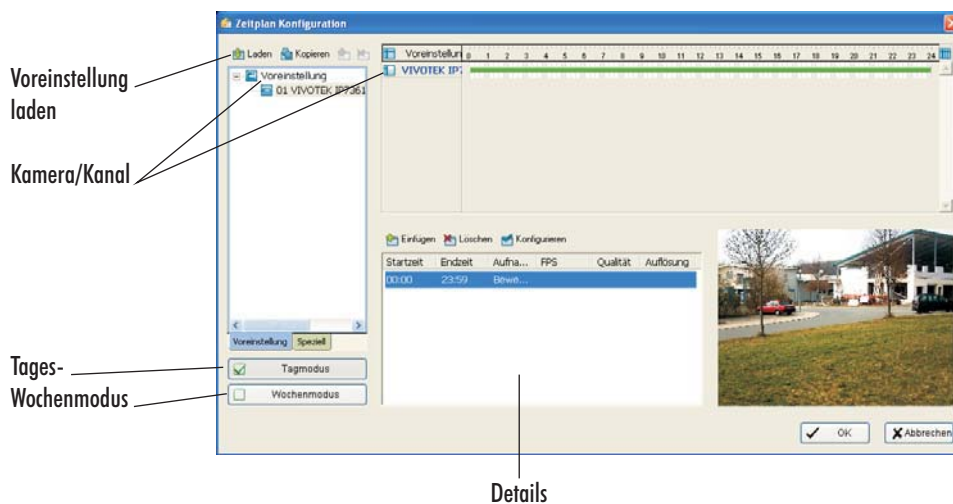 Zeitplan Konfiguration
Laden Kopieren
Voreinstellung
01 VIVOTEK IP7361
Voreinstellun 0 1 2 3 4 5 6 7 8 9 10 11 12 13 14 15 16 17 18 19 20 21 22 23 24
VIVOTEK IP7
Voreinstellung
laden
Kamera/Kanal
Einfügen Löschen Konfigurieren
Startzeit Endzeit Aufna... FPS Qualität Auflösung
00:00 23:59 Bewe...
Voreinstellung Speziell
Tagmodus
Wochenmodus
Tages-
Wochenmodus
OK Abbrechen
Details